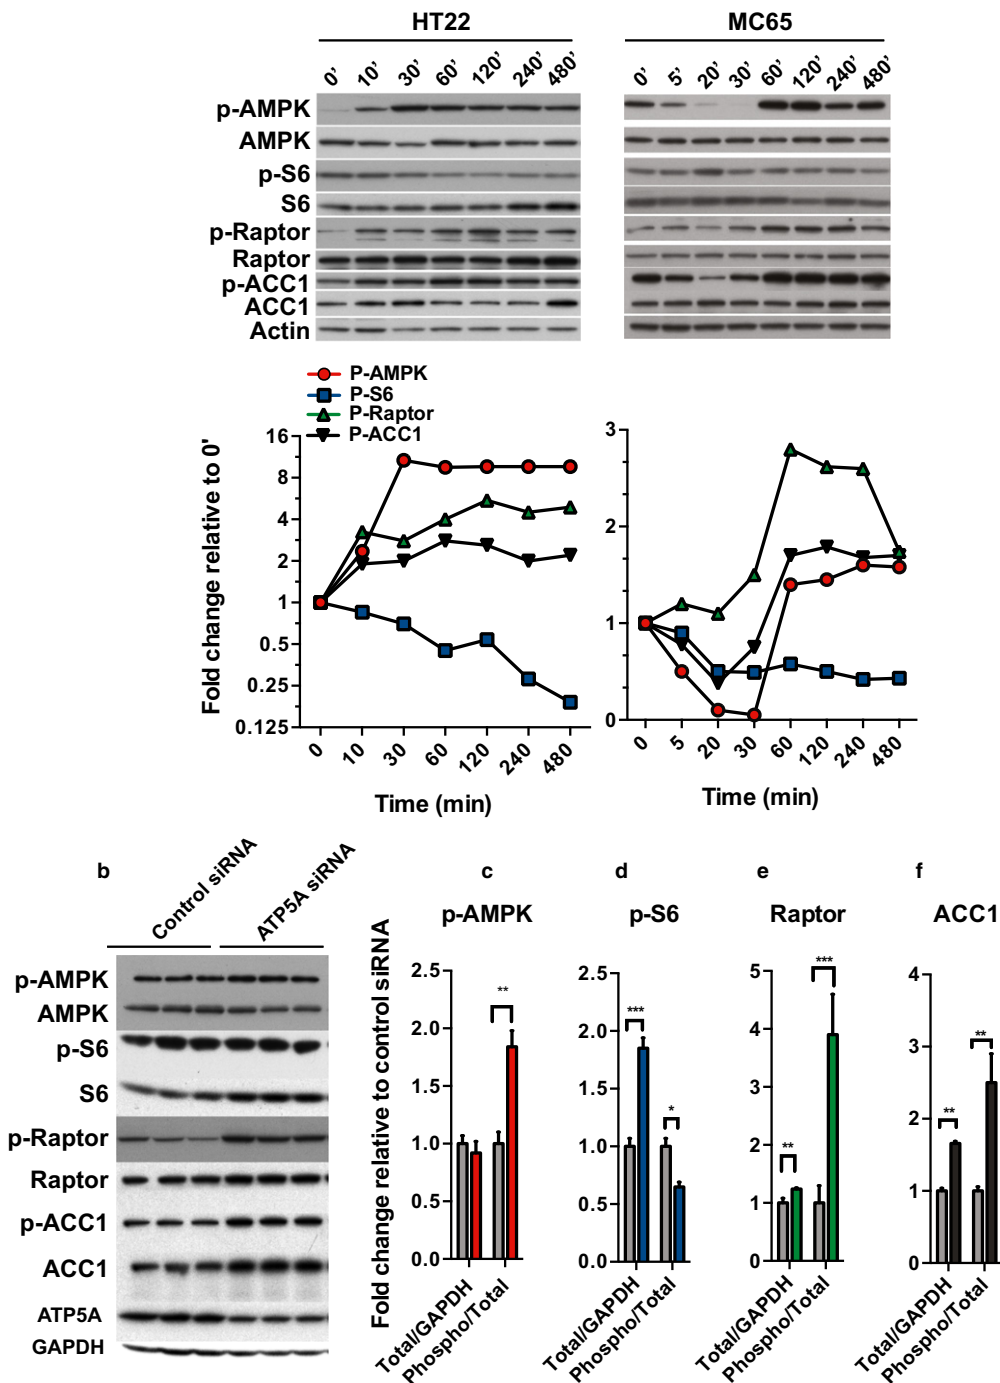 HT22 MC65
0' 10' 30' 60' 120' 240' 480' 0' 5' 20' 30' 60' 120' 240' 480'
p-AMPK
AMPK
p-S6
S6
p-Raptor
Raptor
p-ACC1
ACC1
Actin
P-AMPK
P-S6
P-Raptor
P-ACC1
Fold change relative to 0'
16
8
4
2
1
0.5
0.25
0.125
0 10 30 60 120 240 480
Time (min)
3
2
1
0
0 5 20 30 60 120 240 480
Time (min)
b
Control siRNA ATP5A siRNA
p-AMPK
AMPK
p-S6
S6
p-Raptor
Raptor
p-ACC1
ACC1
ATP5A
GAPDH
Fold change relative to control siRNA
c
p-AMPK
2.5
2.0
1.5
1.0
0.5
0.0
**
Total/GAPDH
Phospho/Total
d
p-S6
2.5
2.0
1.5
1.0
0.5
0.0
***
*
Total/GAPDH
Phospho/Total
e
Raptor
5
4
3
2
1
0
***
**
Total/GAPDH
Phospho/Total
f
ACC1
4
3
2
1
0
**
**
Total/GAPDH
Phospho/Total